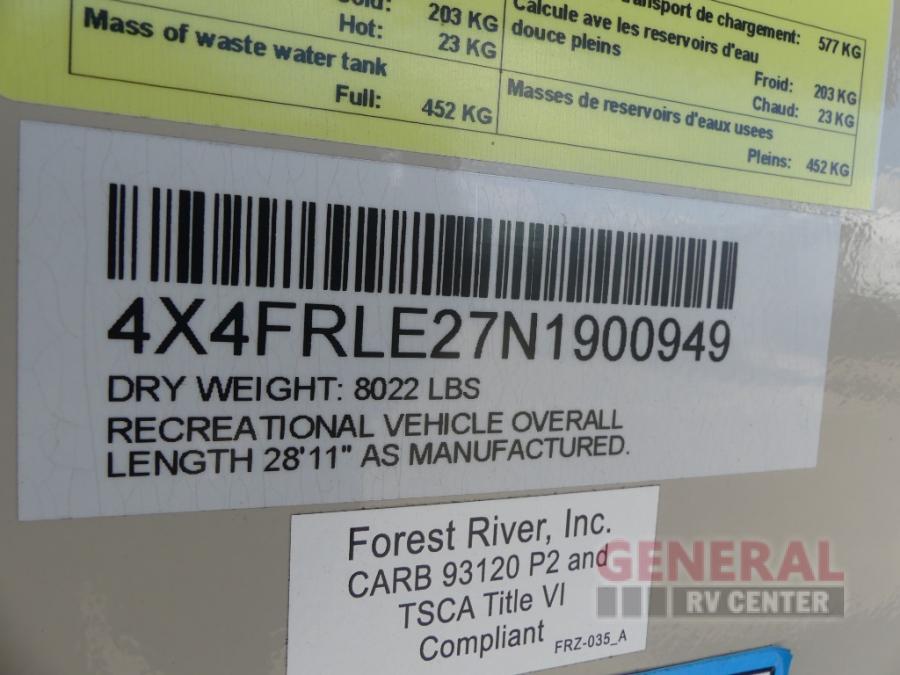 Hot:
203 KG
23 KG
Mass of waste water tank
Full: 452 KG
transport de chargement: 577 KG
Calcule ave les reservoirs d'eau
douce pleins
Froid: 203 KG
Chaud: 23 KG
Masses de reservoirs d'eaux usees
Pleins: 452 KG
4X4FRLE27N1900949
DRY WEIGHT: 8022 LBS
RECREATIONAL VEHICLE OVERALL
LENGTH 28'11" AS MANUFACTURED.
Forest River, Inc.
CARB 93120 P2 and
TSCA Title VI
Compliant FRZ-035_A
GENERAL
RV CENTER